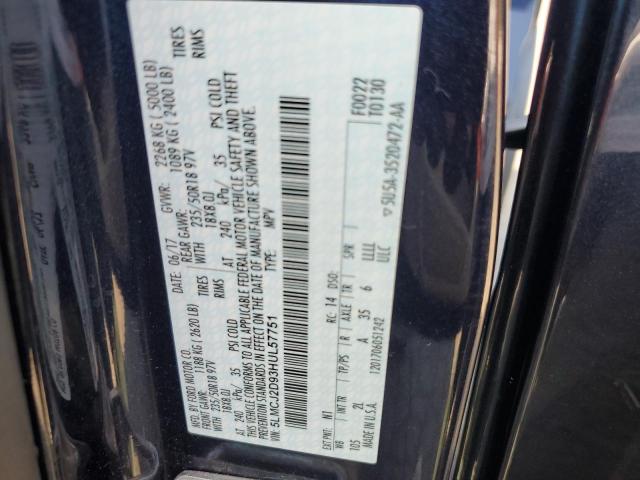 MFD. BY FORD MOTOR CO.
DATE: 06/17
GVWR: 2268 KG ( 5000 LB)
FRONT GAWR: 1188 KG ( 2620 LB)
REAR GAWR: 1089 KG ( 2400 LB)
WITH 235/50R18 97V TIRES
WITH 235/50R18 97V TIRES
18X8.0J RIMS
18X8.0J RIMS
AT 240 kPa/ 35 PSI COLD
AT 240 kPa/ 35 PSI COLD
THIS VEHICLE CONFORMS TO ALL APPLICABLE FEDERAL MOTOR VEHICLE SAFETY AND THEFT
PREVENTION STANDARDS IN EFFECT ON THE DATE OF MANUFACTURE SHOWN ABOVE.
VIN: 5LMCJ2D93HUL57751
TYPE: MPV
F0022
T0130
EXT PNT: N1 RC: 14 DSO:
WB INT TR TP/PS R AXLE TR SPR
105 2L A 35 6 LLLL
MADE IN U.S.A. 1201706051242 ULC
5U5A-3520472-AA